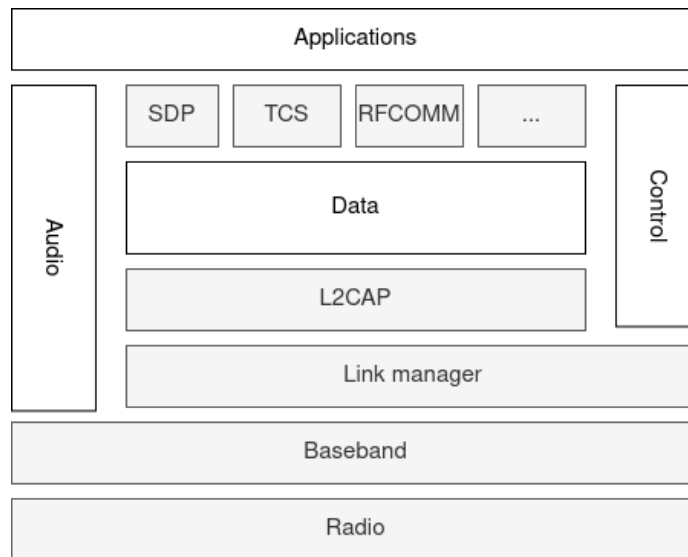 Applications
SDP
TCS
RFCOMM
...
Audio
Data
Control
L2CAP
Link manager
Baseband
Radio